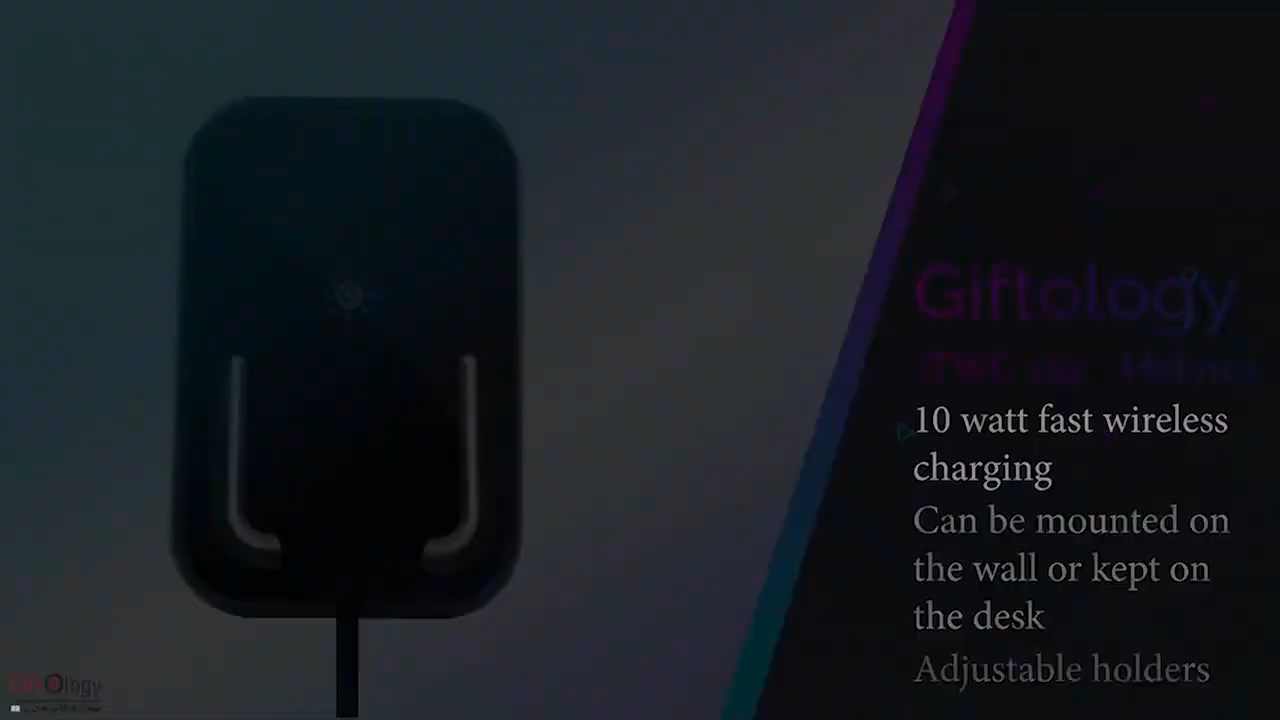 Giftology
10 watt fast wireless
charging
Can be mounted on
the wall or kept on
the desk
Adjustable holders
GiftOlogy